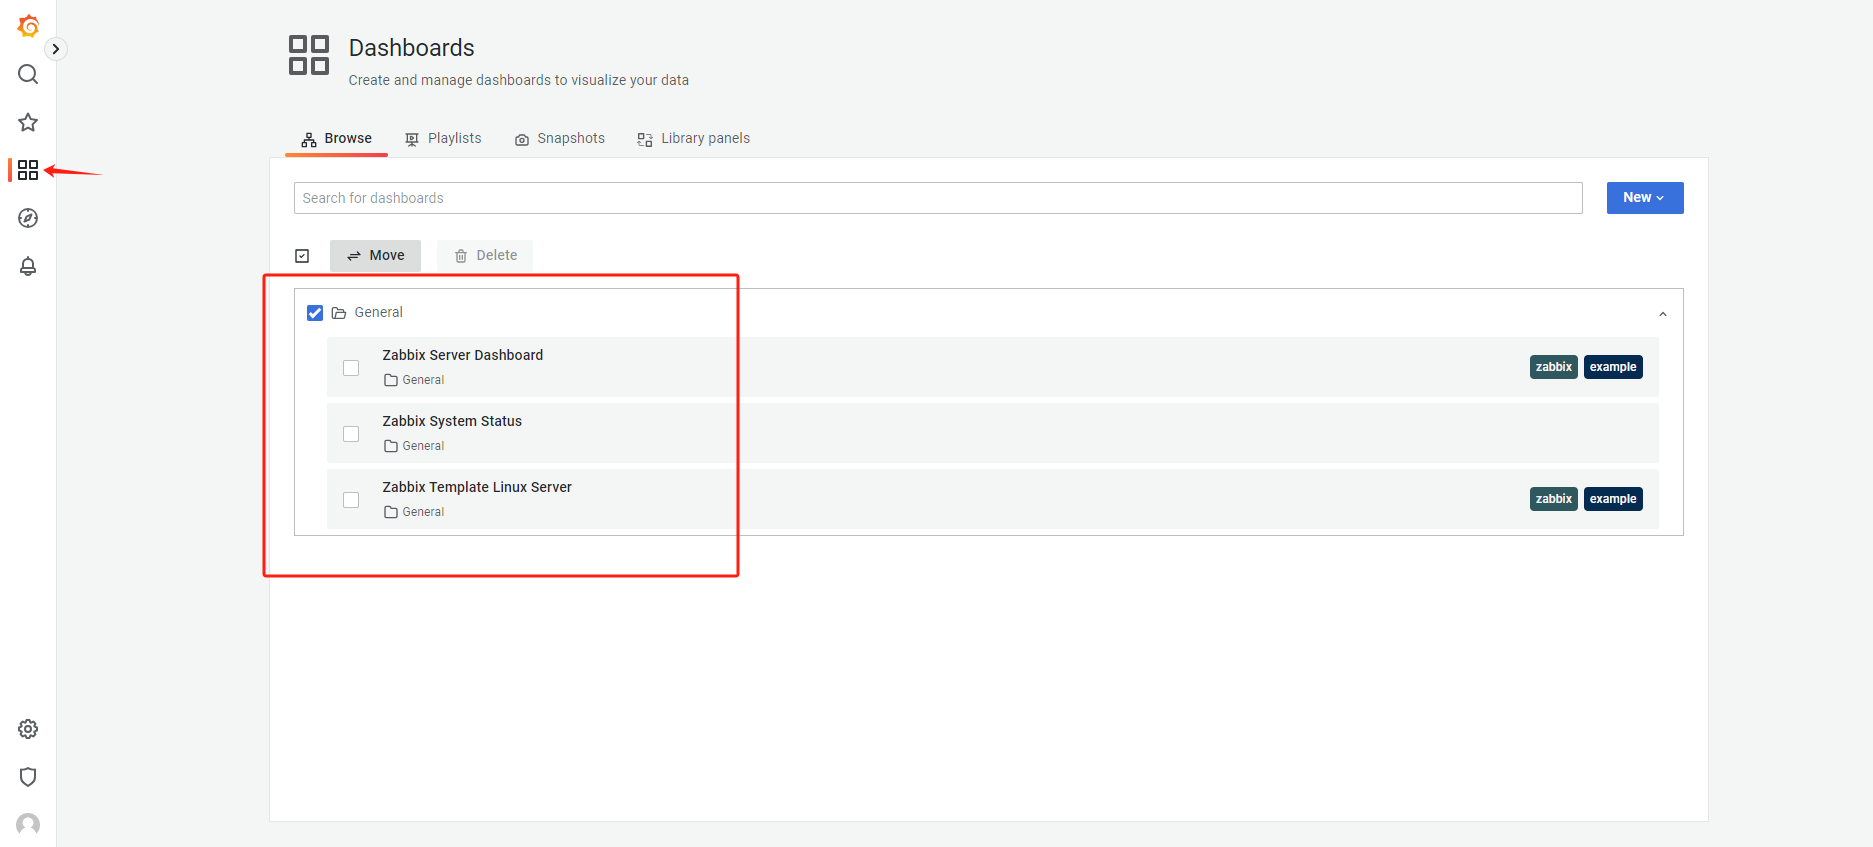 Dashboards
Create and manage dashboards to visualize your data
Browse Playlists Snapshots Library panels
Search for dashboards New
Move Delete
General
Zabbix Server Dashboard
General
zabbix example
Zabbix System Status
General
Zabbix Template Linux Server
General
zabbix example